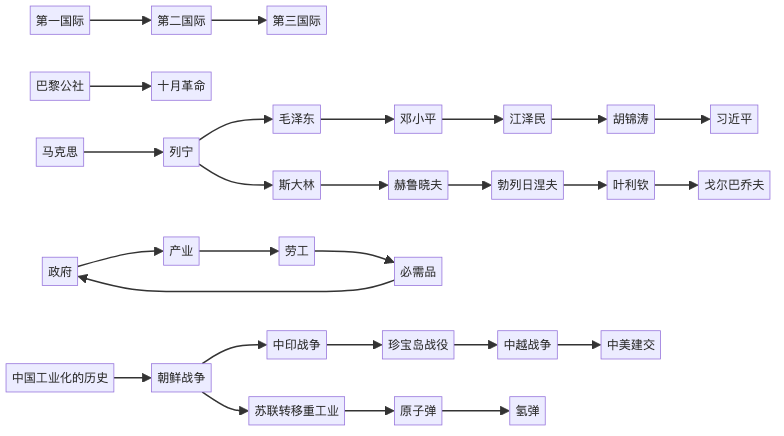 第一国际
第二国际
第三国际
巴黎公社
十月革命
马克思
列宁
毛泽东
邓小平
江泽民
胡锦涛
习近平
斯大林
赫鲁晓夫
勃列日涅夫
叶利钦
戈尔巴乔夫
政府
产业
劳工
必需品
中国工业化的历史
朝鲜战争
中印战争
珍宝岛战役
中越战争
中美建交
苏联转移重工业
原子弹
氢弹